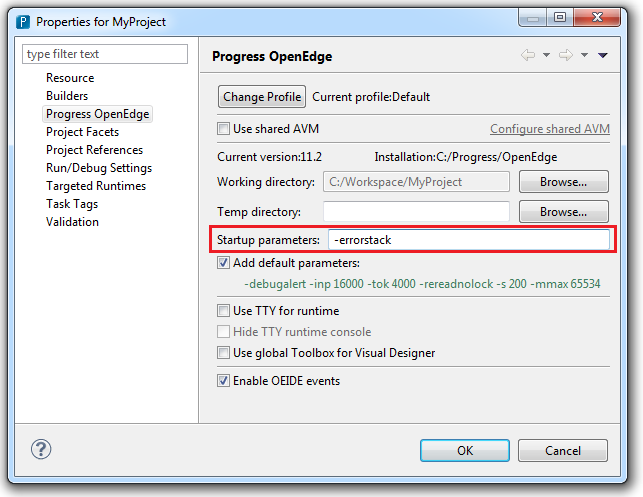 Properties for MyProject
type filter text
Resource
Builders
Progress OpenEdge
Project Facets
Project References
Run/Debug Settings
Targeted Runtimes
Task Tags
Validation
Progress OpenEdge
Change Profile Current profile:Default
Use shared AVM Configure shared AVM
Current version:11.2 Installation:C:/Progress/OpenEdge
Working directory: C:/Workspace/MyProject Browse...
Temp directory: Browse...
Startup parameters: -errorstack
Add default parameters:
-debugalert -inp 16000 -tok 4000 -rereadnolock -s 200 -mmax 65534
Use TTY for runtime
Hide TTY runtime console
Use global Toolbox for Visual Designer
Enable OEIDE events
? OK Cancel